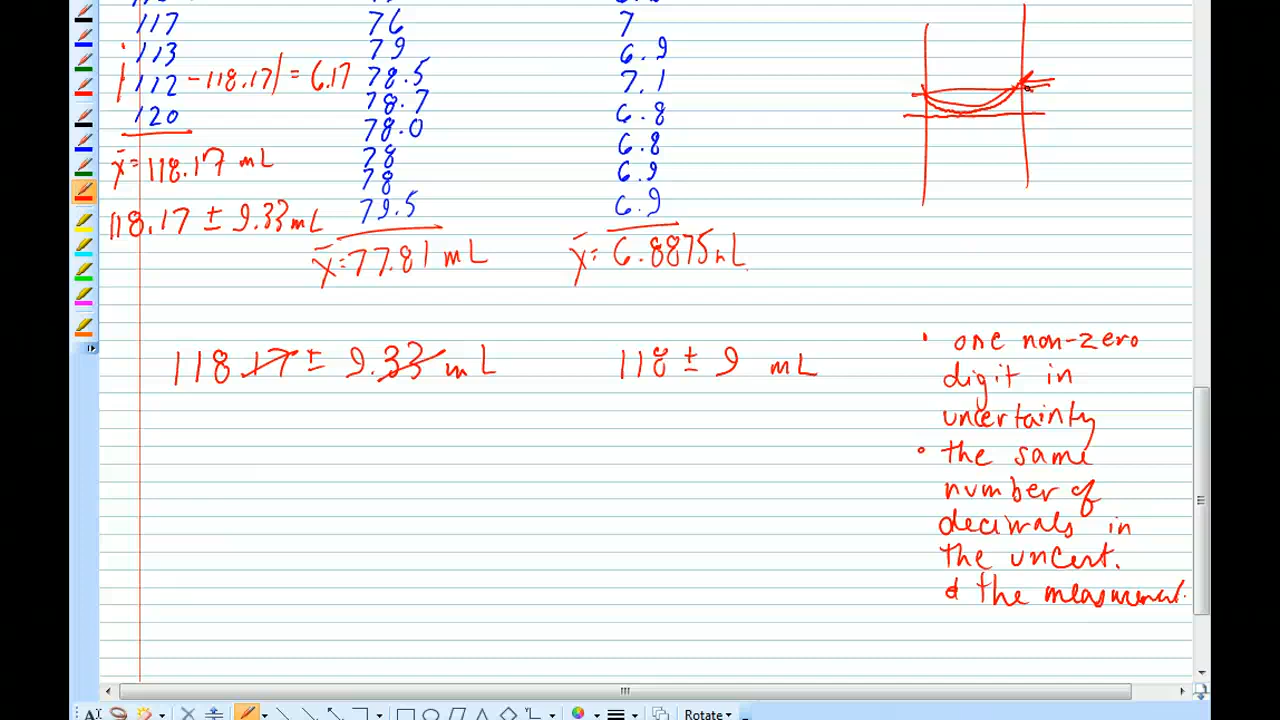 117
113
112 - 118.17| = 6.17
120
x̄ = 118.17 mL
118.17 ± 9.33 mL
76
79
78.5
78.7
78.0
78
78
79.5
x̄ = 77.81 mL
7
6.9
7.1
6.8
6.8
6.9
6.9
x̄ = 6.8875 mL
118.17 ± 9.33 mL
118 ± 9 mL
• one non-zero
digit in
uncertainty
• the same
number of
decimals in
the uncert.
& the
Rotate